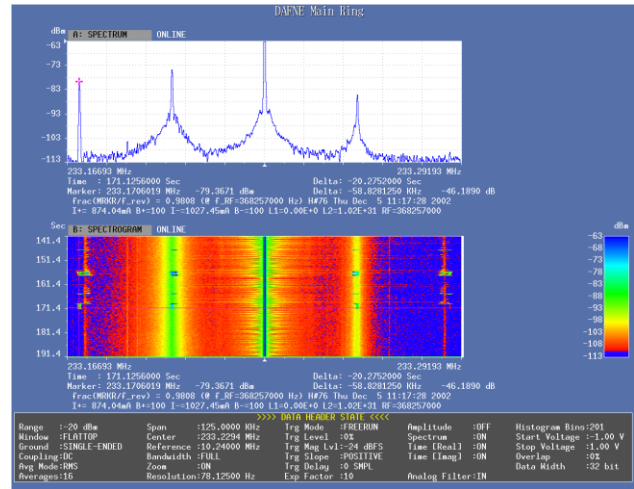 DAFNE Main Ring
dBm A: SPECTRUM ONLINE
-63
-73
-83
-93
-103
-113
233.16693 MHz 233.29193 MHz
Time : 171.1256000 Sec Delta: -20.2752000 Sec
Marker: 233.1706019 MHz -79.3671 dBm Delta: -58.8281250 KHz -46.1890 dB
frac(MRKR/f_rev) = 0.9808 (@ f_RF=368257000 Hz) H#76 Thu Dec 5 11:17:28 2002
I+= 874.04mA B+=100 I-=1027.45mA B-=100 L1=0.00E+0 L2=1.02E+31 RF=368257000
Sec B: SPECTROGRAM ONLINE dBm
141.4
151.4
161.4
171.4
181.4
191.4
-63
-68
-73
-78
-83
-88
-93
-98
-103
-108
-113
233.16693 MHz 233.29193 MHz
Time : 171.1256000 Sec Delta: -20.2752000 Sec
Marker: 233.1706019 MHz -79.3671 dBm Delta: -58.8281250 KHz -46.1890 dB
frac(MRKR/f_rev) = 0.9808 (@ f_RF=368257000 Hz) H#76 Thu Dec 5 11:17:28 2002
I+= 874.04mA B+=100 I-=1027.45mA B-=100 L1=0.00E+0 L2=1.02E+31 RF=368257000
>>>> DATA HEADER STATE <<<<
Range :-20 dBm Span :125.0000 KHz Trg Mode :FREERUN Amplitude :OFF Histogram Bins:201
Window :FLATTOP Center :233.2294 MHz Trg Level :0% Spectrum :ON Start Voltage :-1.00 V
Ground :SINGLE-ENDED Reference :10.24000 MHz Trg Mag Lvl:-24 dBFS Time [Real] :ON Stop Voltage :1.00 V
Coupling:DC Bandwidth :FULL Trg Slope :POSITIVE Time [Imag] :ON Overlap :0%
Avg Mode:RMS Zoom :ON Trg Delay :0 SMPL Data Width :32 bit
Averages:16 Resolution:78.12500 Hz Exp Factor :10 Analog Filter:IN